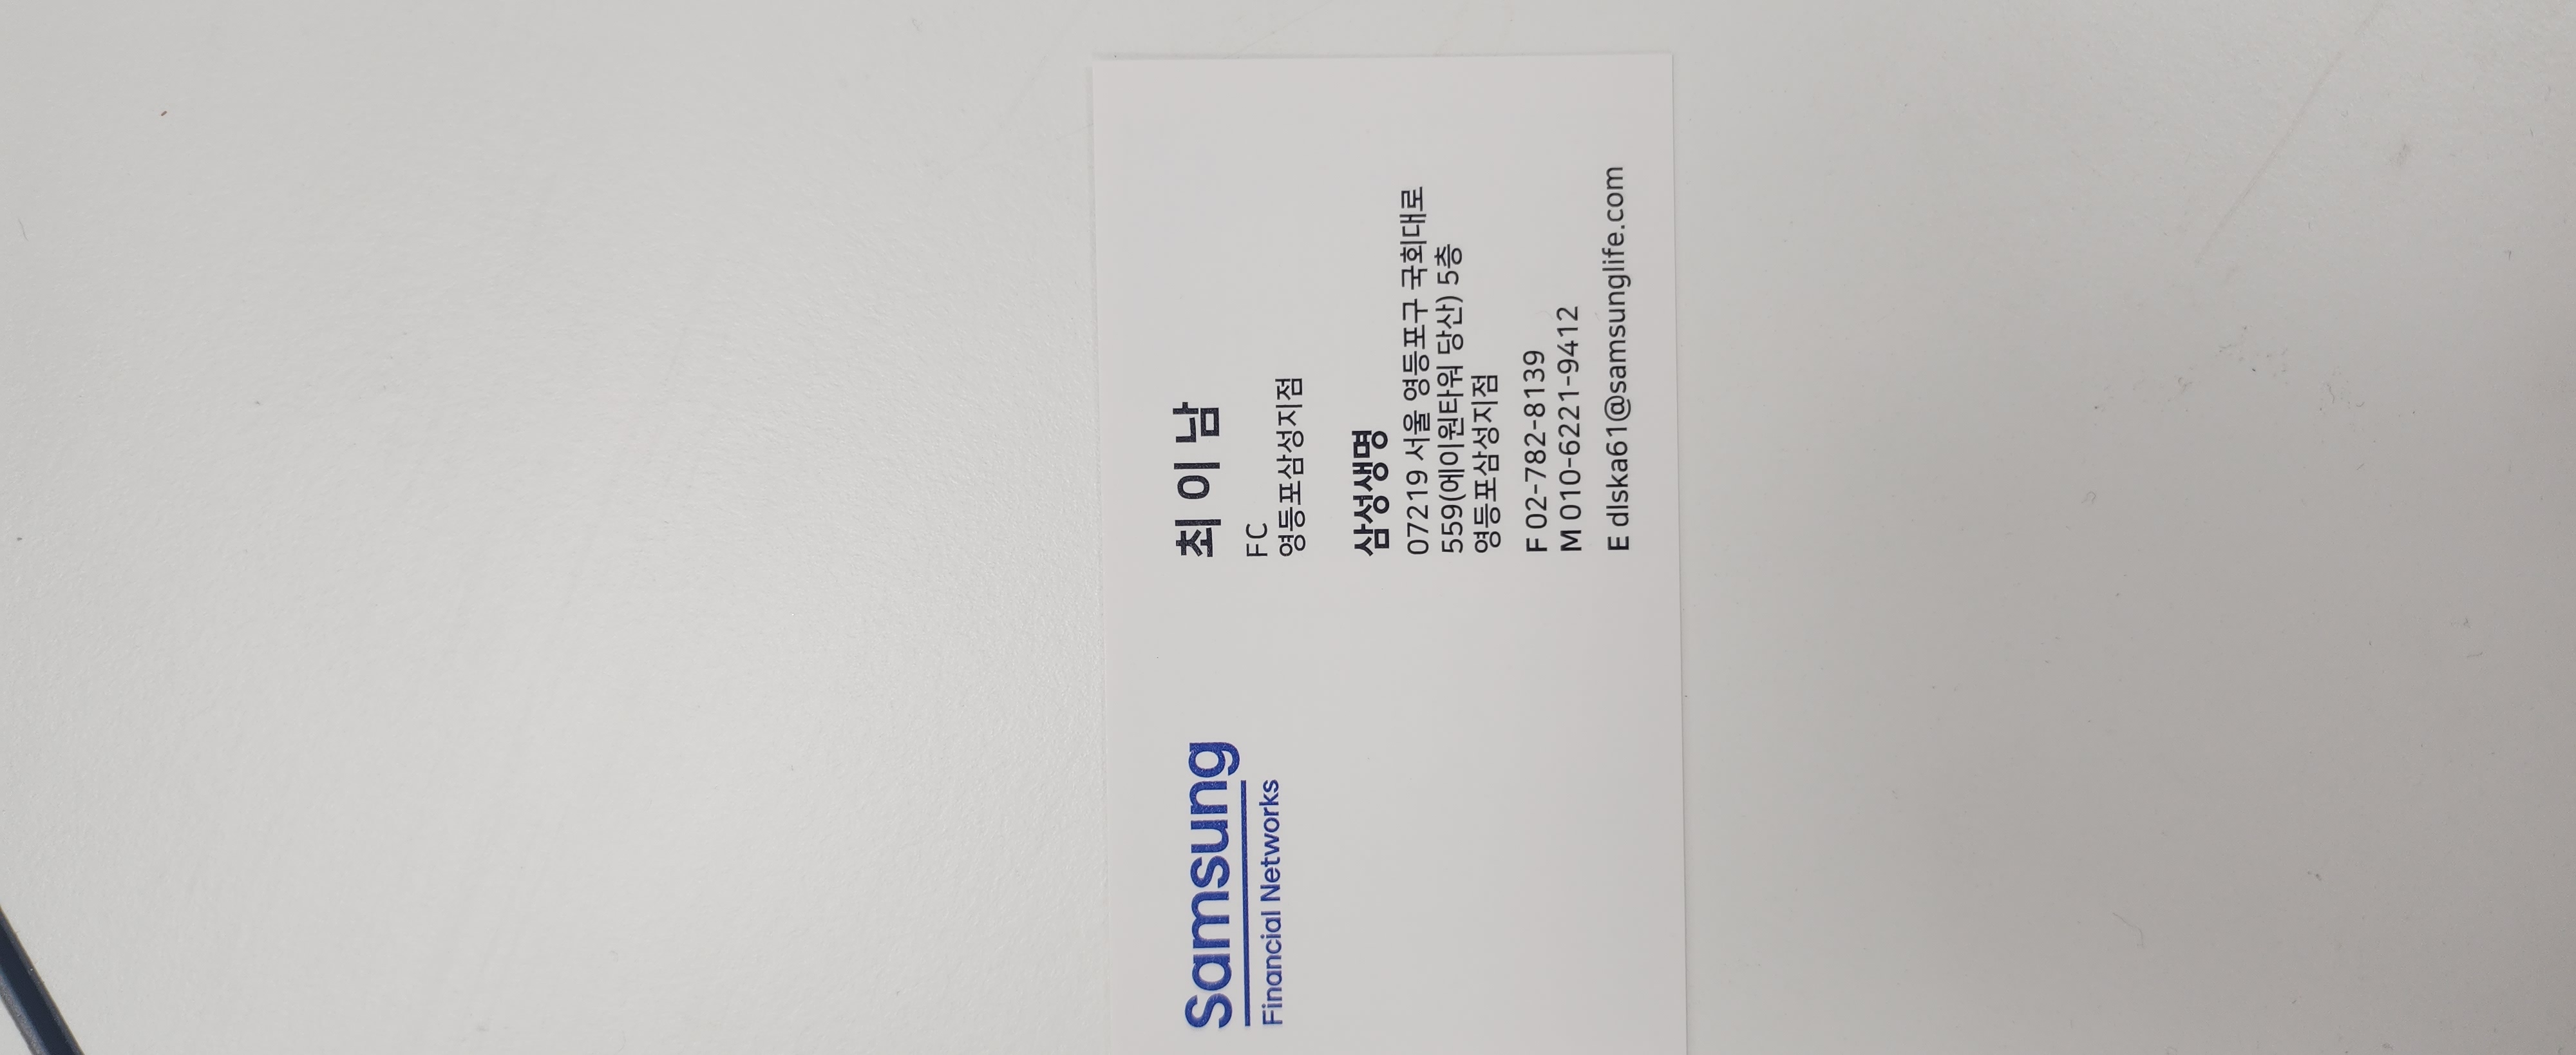 Samsung
Financial Networks
최이남
FC
영등포삼성지점
삼성생명
07219 서울 영등포구 국회대로
559(에이원타워 당산) 5층
영등포삼성지점
F 02-782-8139
M 010-6221-9412
E dlska61@samsunglife.com